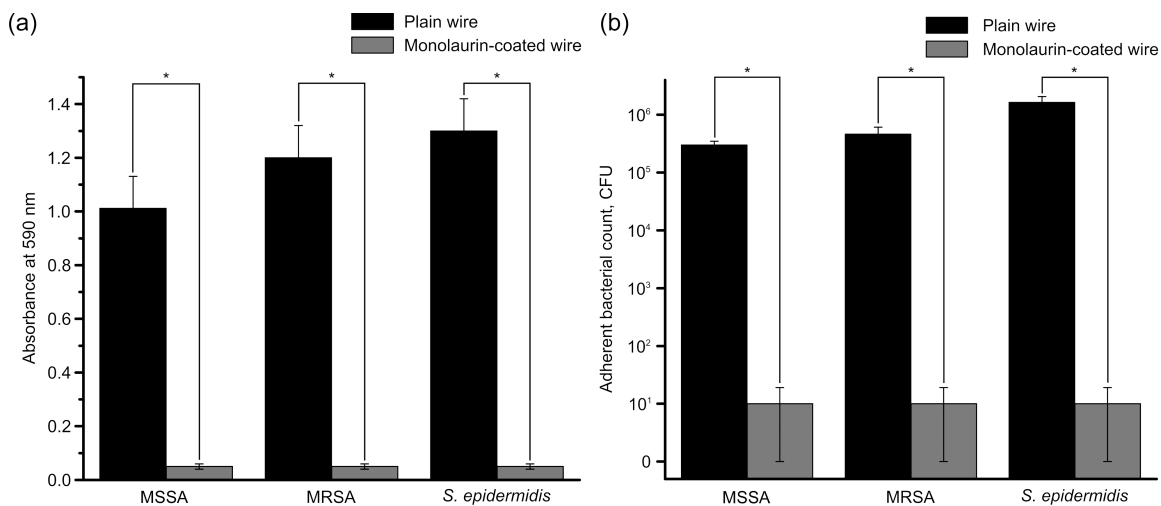 (a)
Plain wire
Monolaurin-coated wire
* * *
1.4
1.2
1.0
0.8
0.6
0.4
0.2
0.0
Absorbance at 590 nm
MSSA MRSA S. epidermidis
(b)
Plain wire
Monolaurin-coated wire
* * *
10⁶
10⁵
10⁴
10³
10²
10¹
0
Adherent bacterial count, CFU
MSSA MRSA S. epidermidis